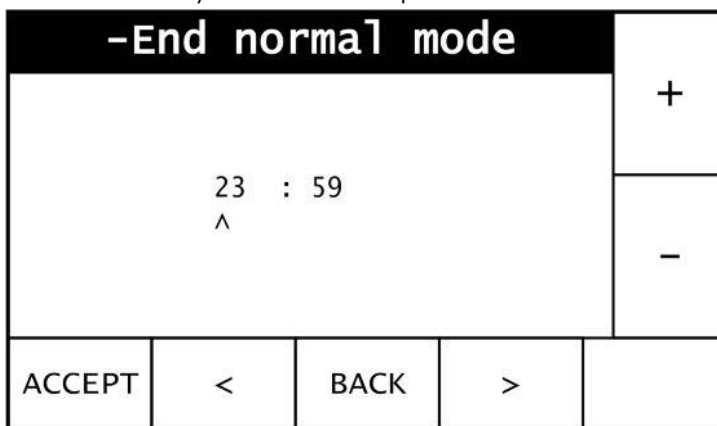 -End normal mode
+
23 : 59
^
-
ACCEPT < BACK >